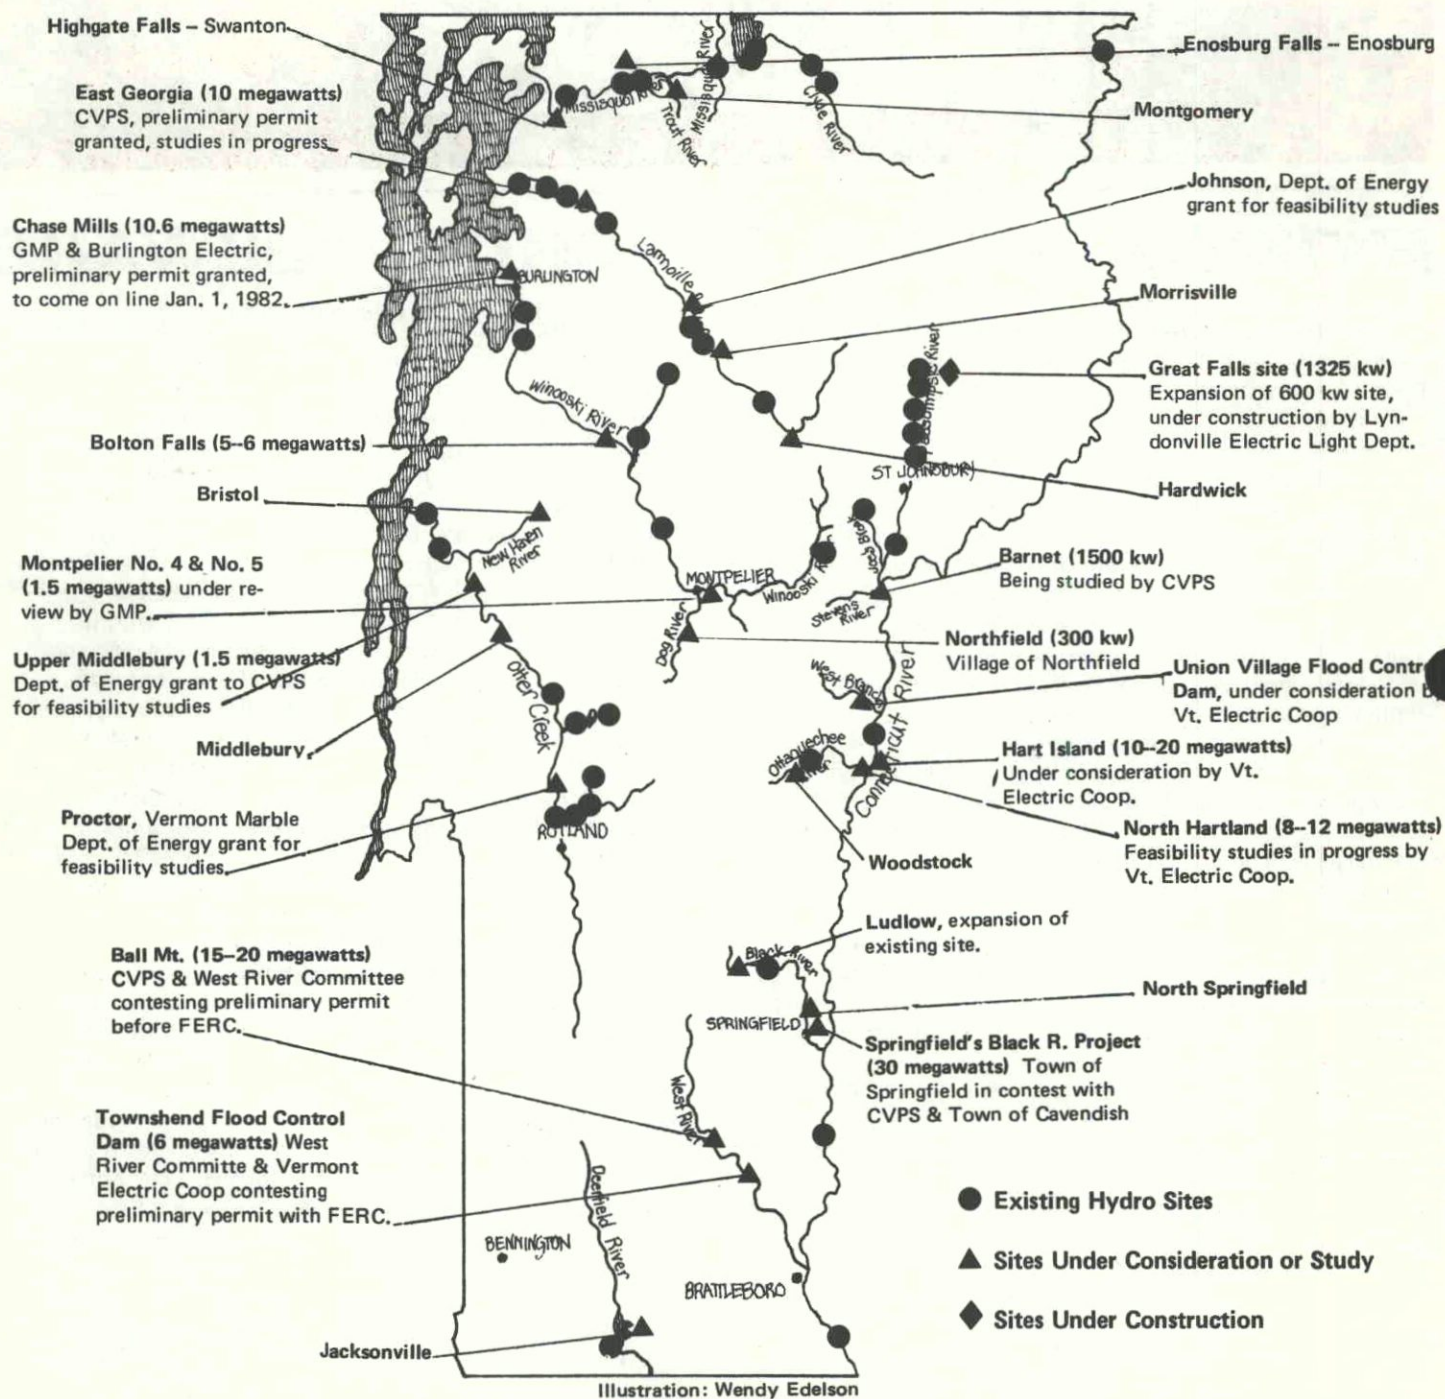 Highgate Falls – Swanton
East Georgia (10 megawatts)
CVPS, preliminary permit
granted, studies in progress
Chase Mills (10.6 megawatts)
GMP & Burlington Electric,
preliminary permit granted,
to come on line Jan. 1, 1982.
Bolton Falls (5--6 megawatts)
Bristol
Montpelier No. 4 & No. 5
(1.5 megawatts) under re-
view by GMP.
Upper Middlebury (1.5 megawatts)
Dept. of Energy grant to CVPS
for feasibility studies
Middlebury
Proctor, Vermont Marble
Dept. of Energy grant for
feasibility studies.
Ball Mt. (15--20 megawatts)
CVPS & West River Committee
contesting preliminary permit
before FERC.
Townshend Flood Control
Dam (6 megawatts) West
River Committe & Vermont
Electric Coop contesting
preliminary permit with FERC.
Jacksonville
Missisquoi River
Trout River
Missisquoi River
Clyde River
Lamoille
BURLINGTON
Winooski River
Passumpsic River
ST JOHNSBURY
New Haven
River
MONTPELIER
Winooski
Dog River
Stevens
River
West Branch
Otter Creek
Ottaquechee
River
Connecticut River
RUTLAND
Black River
SPRINGFIELD
West River
Deerfield River
BENNINGTON
BRATTLEBORO
Enosburg Falls – Enosburg
Montgomery
Johnson, Dept. of Energy
grant for feasibility studies
Morrisville
Great Falls site (1325 kw)
Expansion of 600 kw site,
under construction by Lyn-
donville Electric Light Dept.
Hardwick
Barnet (1500 kw)
Being studied by CVPS
Northfield (300 kw)
Village of Northfield
Union Village Flood
Dam, under consideration
Vt. Electric Coop
Hart Island (10--20 megawatts)
Under consideration by Vt.
Electric Coop.
North Hartland (8--12 megawatts)
Feasibility studies in progress by
Vt. Electric Coop.
Woodstock
Ludlow, expansion of
existing site.
North Springfield
Springfield's Black R. Project
(30 megawatts) Town of
Springfield in contest with
CVPS & Town of Cavendish
Existing Hydro Sites
Sites Under Consideration or Study
Sites Under Construction
Illustration: Wendy Edelson